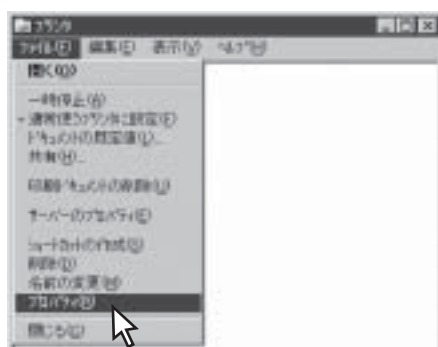 プリンタ
ファイル(F) 編集(E) 表示(V) ヘルプ(H)
開く(O)
一時停止(A)
通常使うプリンタに設定(F)
ドキュメントの既定値(L)...
共有(H)...
印刷ドキュメントの削除(U)
サーバーのプロパティ(E)
ショートカットの作成(S)
削除(D)
名前の変更(M)
プロパティ(R)
閉じる(C)